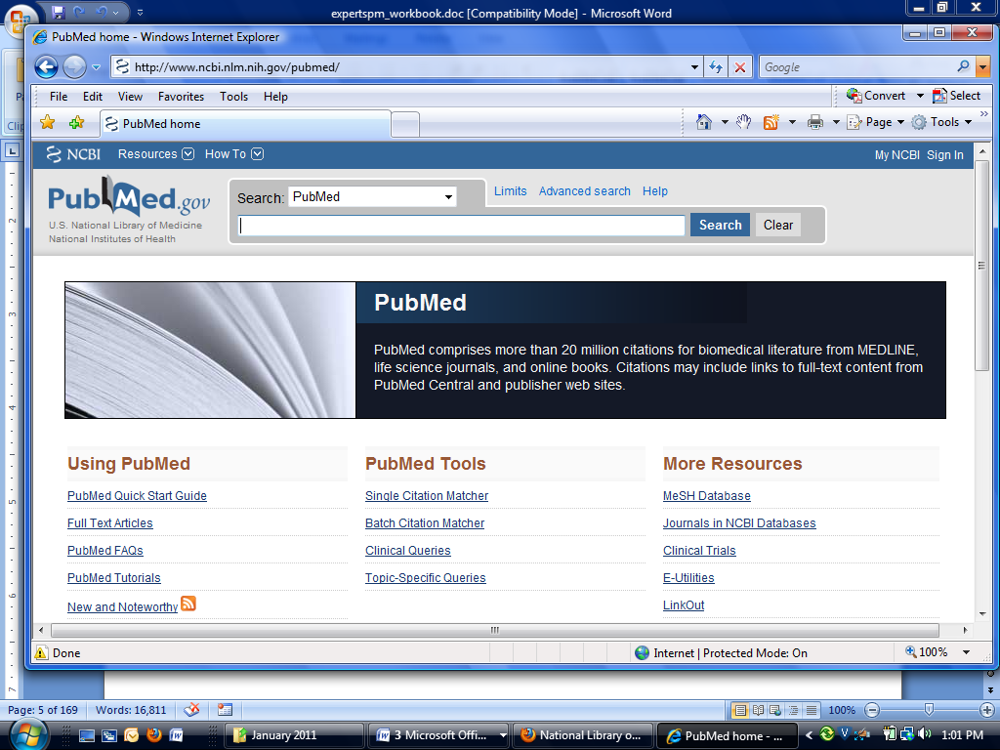 expertspm_workbook.doc [Compatibility Mode] - Microsoft Word
PubMed home - Windows Internet Explorer
http://www.ncbi.nlm.nih.gov/pubmed/
Google
File Edit View Favorites Tools Help
Convert Select
PubMed home
Page Tools
NCBI Resources How To
My NCBI Sign In
PubMed.gov
U.S. National Library of Medicine
National Institutes of Health
Search: PubMed
Limits Advanced search Help
Search Clear
PubMed
PubMed comprises more than 20 million citations for biomedical literature from MEDLINE,
life science journals, and online books. Citations may include links to full-text content from
PubMed Central and publisher web sites.
Using PubMed
PubMed Quick Start Guide
Full Text Articles
PubMed FAQs
PubMed Tutorials
New and Noteworthy
PubMed Tools
Single Citation Matcher
Batch Citation Matcher
Clinical Queries
Topic-Specific Queries
More Resources
MeSH Database
Journals in NCBI Databases
Clinical Trials
E-Utilities
LinkOut
Done
Internet | Protected Mode: On
100%
Page: 5 of 169 Words: 16,811
100%
January 2011
3 Microsoft Offic...
National Library o...
PubMed home - ...
1:01 PM